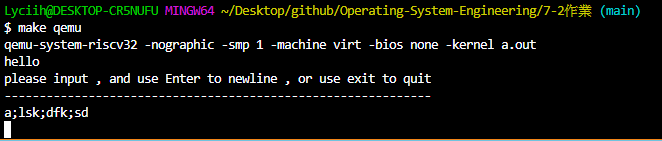 Lyciih@DESKTOP-CR5NUFU MINGW64 ~/Desktop/github/Operating-System-Engineering/7-2作業 (main)
$ make qemu
qemu-system-riscv32 -nographic -smp 1 -machine virt -bios none -kernel a.out
hello
please input , and use Enter to newline , or use exit to quit
---------------------------------------------------------------
a;lsk;dfk;sd